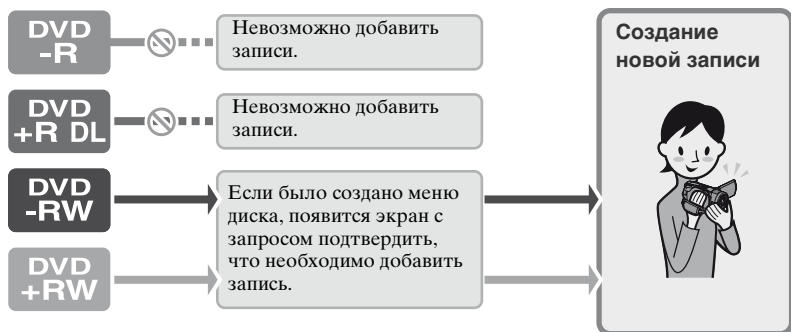 DVD
-R
Невозможно добавить
записи.
DVD
+R DL
Невозможно добавить
записи.
DVD
-RW
DVD
+RW
Если было создано меню
диска, появится экран с
запросом подтвердить,
что необходимо добавить
запись.
Создание
новой записи